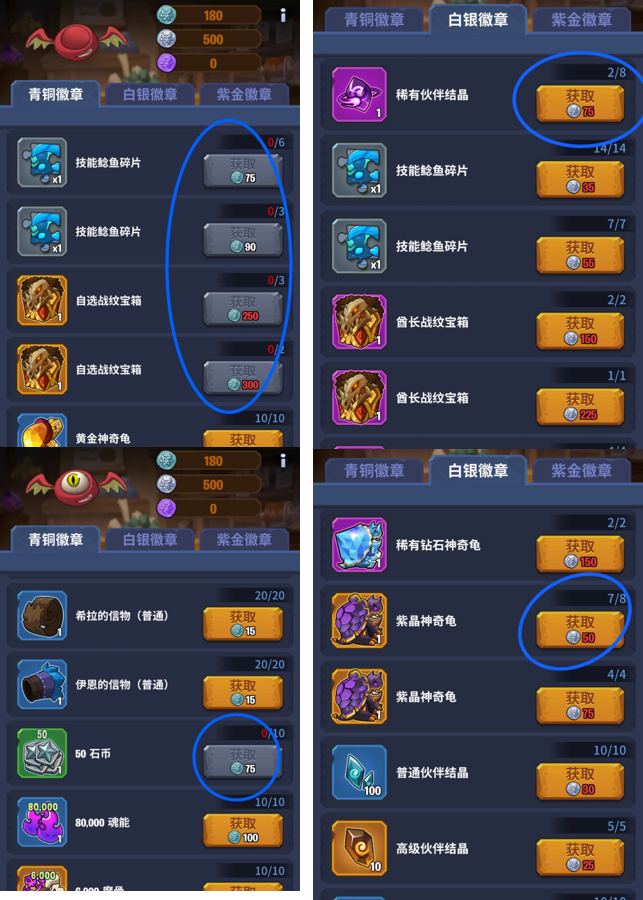 180
500
0
i
青铜徽章
白银徽章
紫金徽章
0/6
技能鲶鱼碎片
获取
x1
75
0/3
技能鲶鱼碎片
获取
x1
90
0/3
自选战纹宝箱
获取
1
250
0/2
自选战纹宝箱
获取
1
300
10/10
黄金神奇龟
获取
青铜徽章
白银徽章
紫金徽章
2/8
稀有伙伴结晶
获取
1
75
14/14
技能鲶鱼碎片
获取
x1
35
7/7
技能鲶鱼碎片
获取
x1
55
2/2
酋长战纹宝箱
获取
1
150
1/1
酋长战纹宝箱
获取
1
225
180
500
0
i
青铜徽章
白银徽章
紫金徽章
20/20
希拉的信物（普通）
获取
1
15
20/20
伊恩的信物（普通）
获取
1
15
0/10
50
50 石币
获取
1
75
10/10
80,000
80,000 魂能
获取
1
100
10/10
6,000
青铜徽章
白银徽章
紫金徽章
2/2
稀有钻石神奇龟
获取
1
150
7/8
紫晶神奇龟
获取
1
50
4/4
紫晶神奇龟
获取
1
75
10/10
普通伙伴结晶
获取
100
30
5/5
高级伙伴结晶
获取
10
25